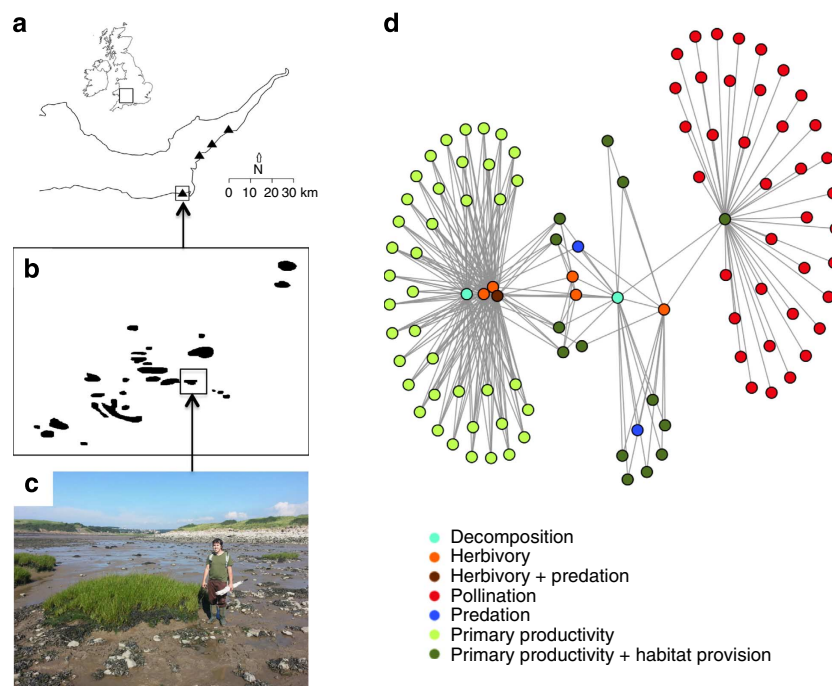 a
d
N
0 10 20 30 km
b
c
Decomposition
Herbivory
Herbivory + predation
Pollination
Predation
Primary productivity
Primary productivity + habitat provision